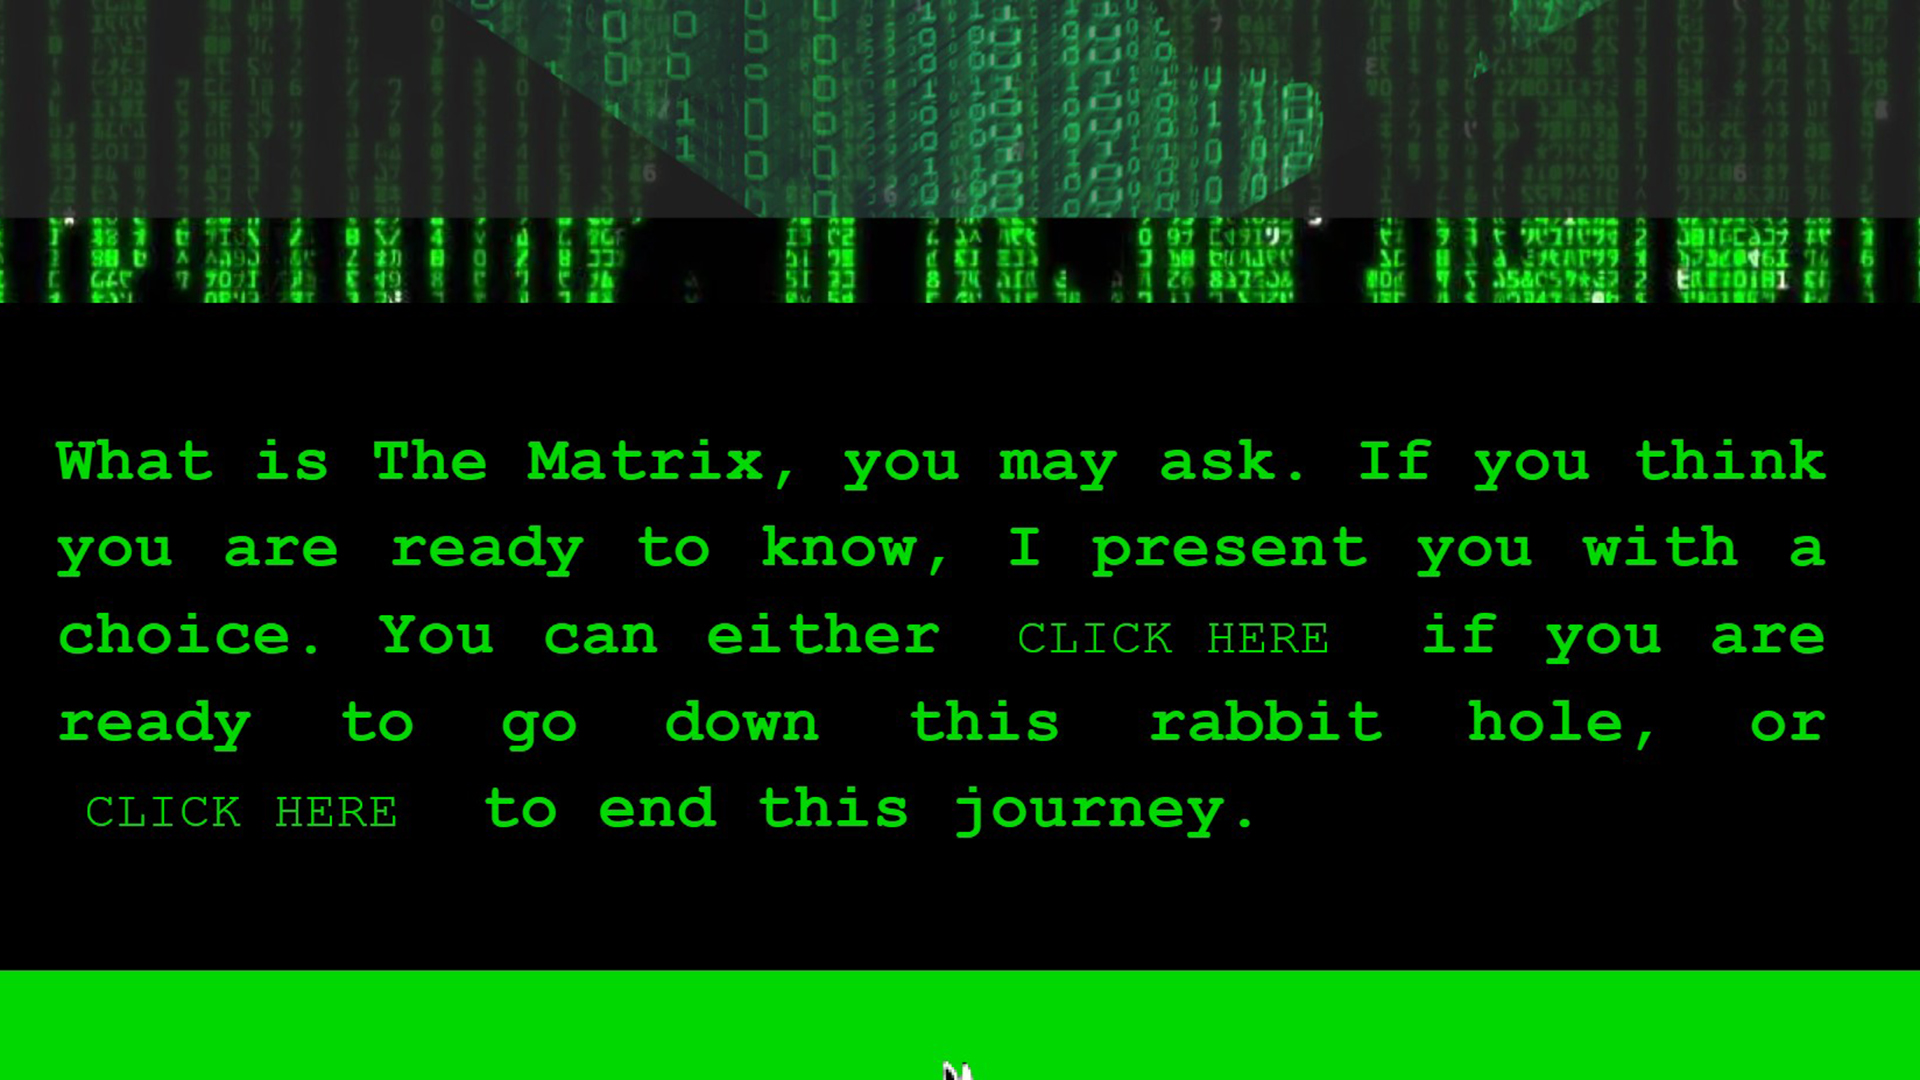 What is The Matrix, you may ask. If you think
you are ready to know, I present you with a
choice. You can either CLICK HERE if you are
ready to go down this rabbit hole, or
CLICK HERE to end this journey.